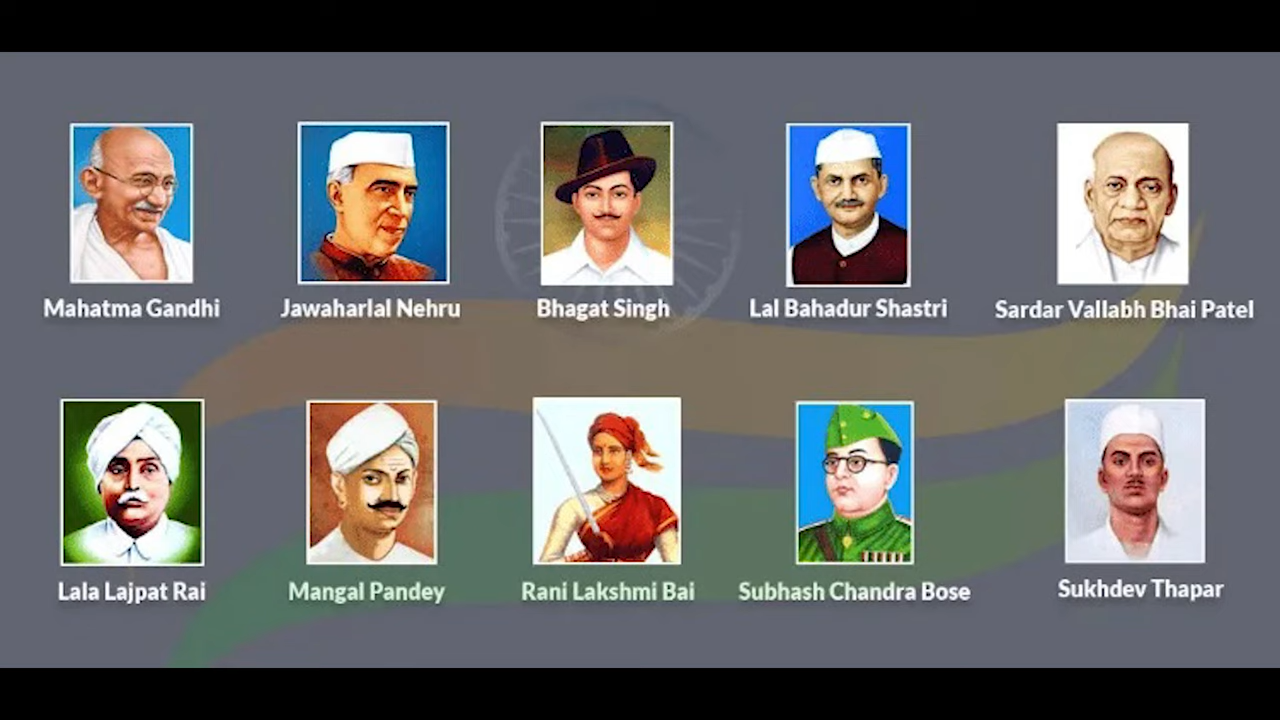 Mahatma Gandhi
Jawaharlal Nehru
Bhagat Singh
Lal Bahadur Shastri
Sardar Vallabh Bhai Patel
Lala Lajpat Rai
Mangal Pandey
Rani Lakshmi Bai
Subhash Chandra Bose
Sukhdev Thapar